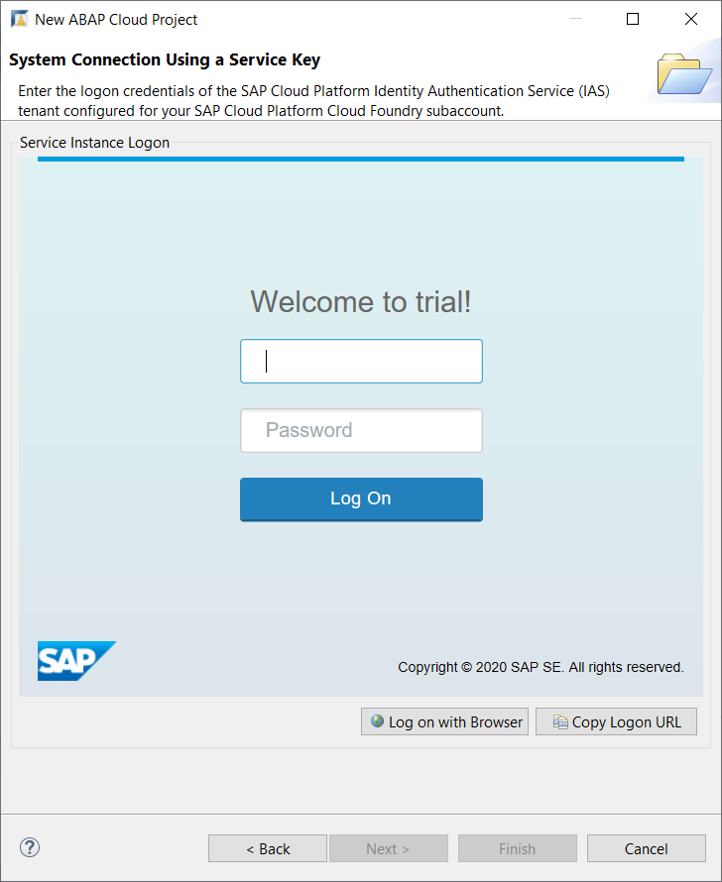 New ABAP Cloud Project
System Connection Using a Service Key
Enter the logon credentials of the SAP Cloud Platform Identity Authentication Service (IAS)
tenant configured for your SAP Cloud Platform Cloud Foundry subaccount.
Service Instance Logon
Welcome to trial!
Password
Log On
SAP
Copyright © 2020 SAP SE. All rights reserved.
Log on with Browser
Copy Logon URL
?
< Back
Next >
Finish
Cancel